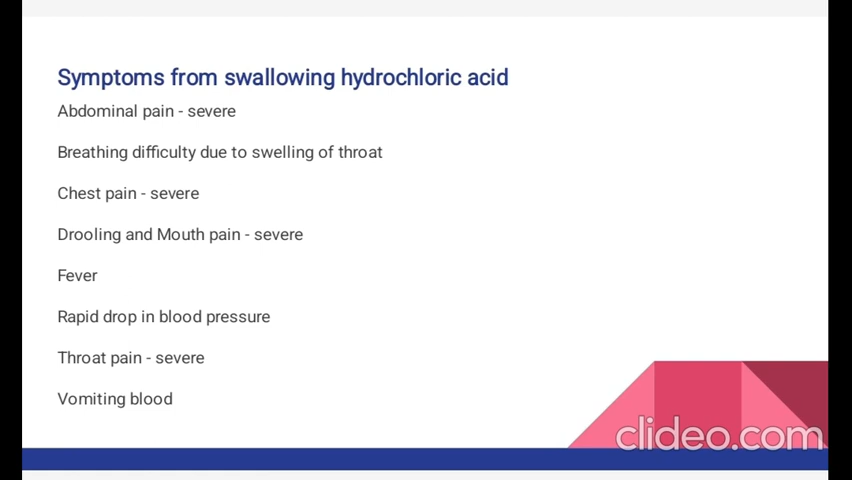 Symptoms from swallowing hydrochloric acid
Abdominal pain - severe
Breathing difficulty due to swelling of throat
Chest pain - severe
Drooling and Mouth pain - severe
Fever
Rapid drop in blood pressure
Throat pain - severe
Vomiting blood
clideo.com